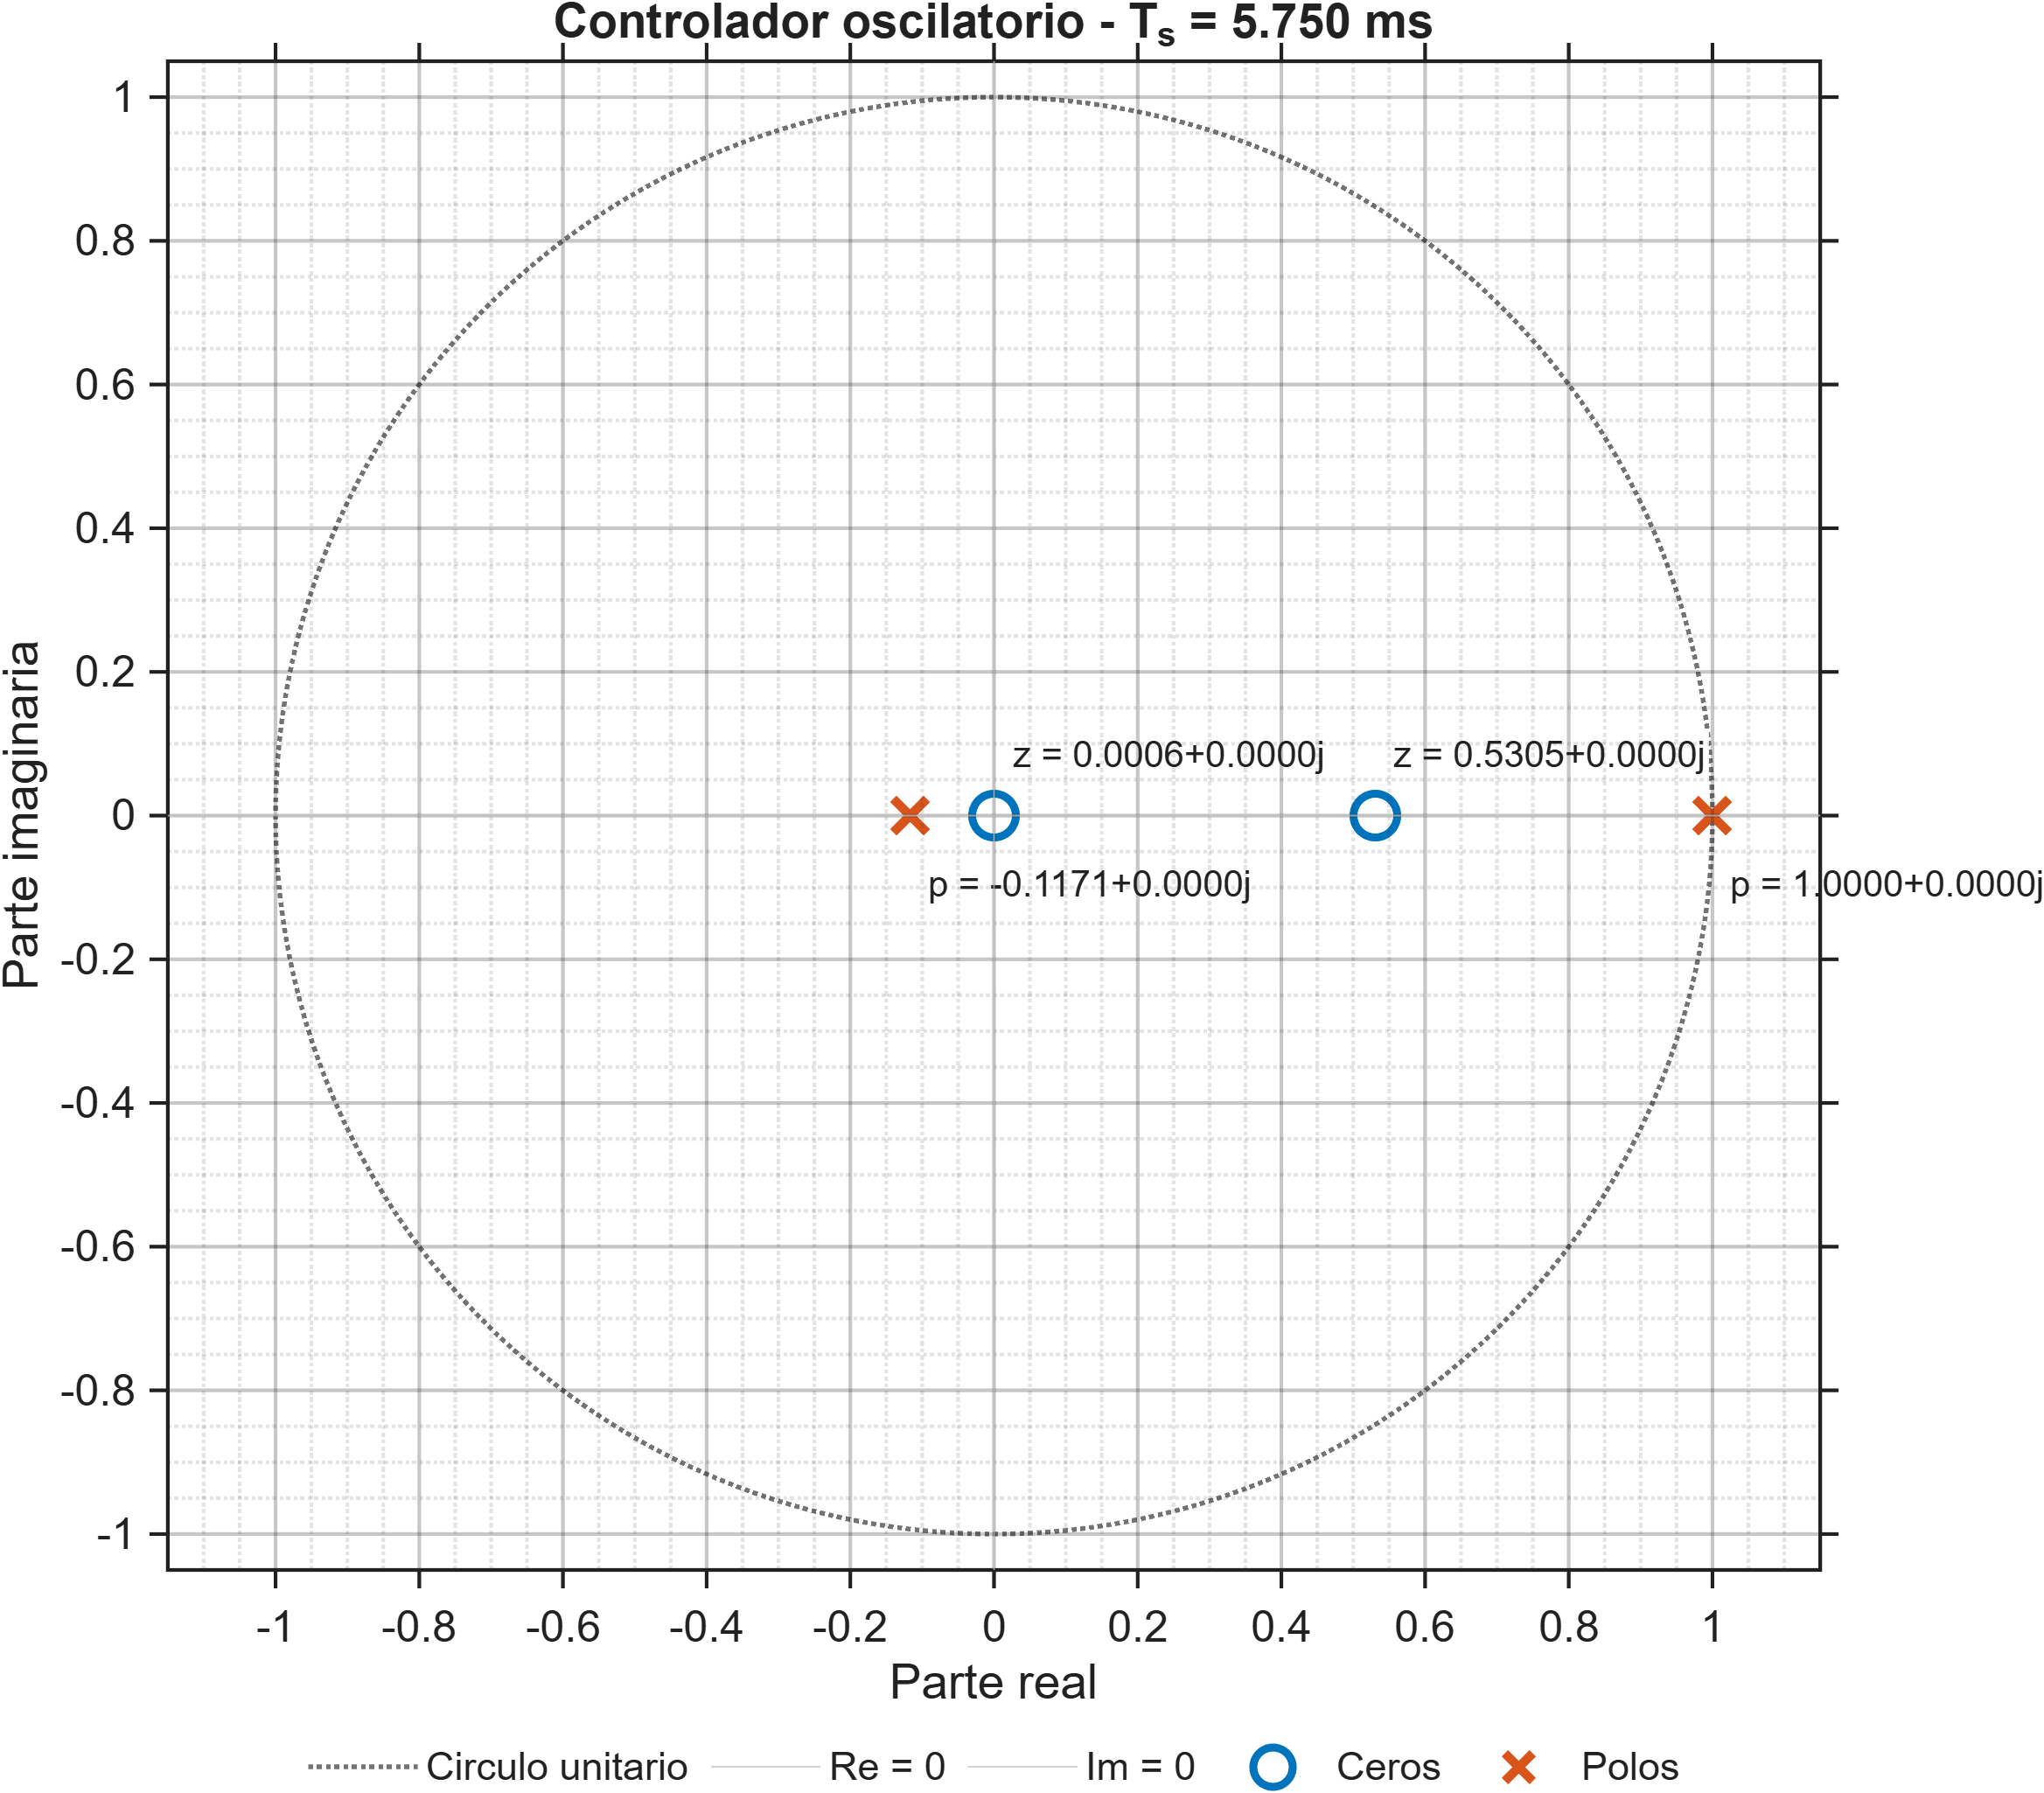 Controlador oscilatorio - Ts = 5.750 ms
Parte imaginaria
1
0.8
0.6
0.4
0.2
0
-0.2
-0.4
-0.6
-0.8
-1
z = 0.0006+0.0000j
z = 0.5305+0.0000j
p = -0.1171+0.0000j
p = 1.0000+0.0000j
-1 -0.8 -0.6 -0.4 -0.2 0 0.2 0.4 0.6 0.8 1
Parte real
Circulo unitario Re = 0 Im = 0 Ceros Polos